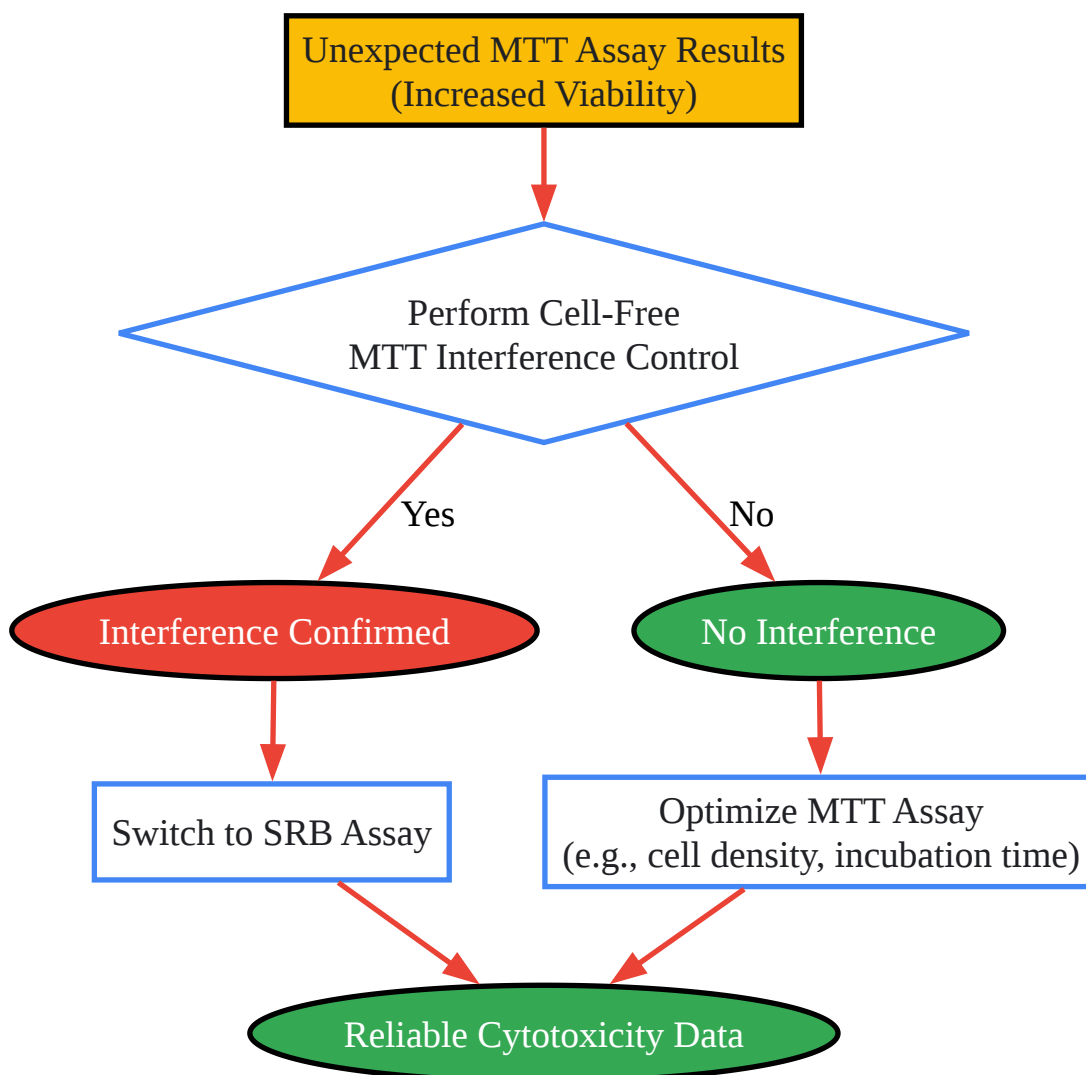 Unexpected MTT Assay Results
(Increased Viability)
Perform Cell-Free
MTT Interference Control
Yes
No
Interference Confirmed
No Interference
Switch to SRB Assay
Optimize MTT Assay
(e.g., cell density, incubation time)
Reliable Cytotoxicity Data